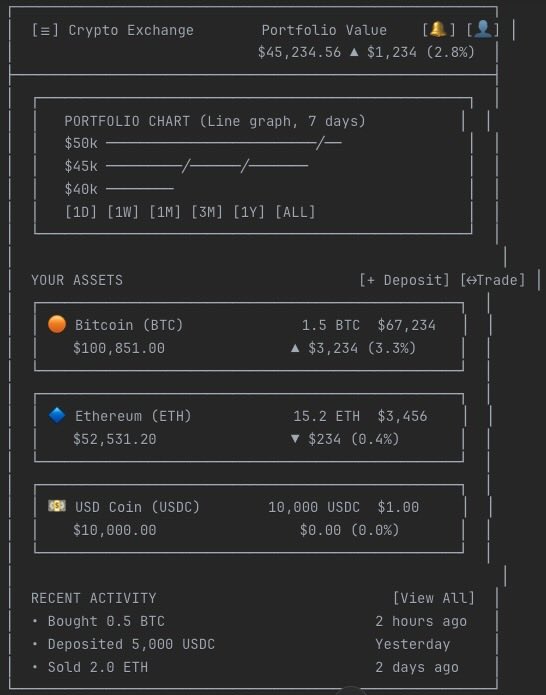 [≡] Crypto Exchange Portfolio Value [🔔] [👤]
$45,234.56 ▲ $1,234 (2.8%)
PORTFOLIO CHART (Line graph, 7 days)
$50k
$45k
$40k
[1D] [1W] [1M] [3M] [1Y] [ALL]
YOUR ASSETS [+ Deposit] [↔Trade]
🟠 Bitcoin (BTC) 1.5 BTC $67,234
$100,851.00 ▲ $3,234 (3.3%)
🔷 Ethereum (ETH) 15.2 ETH $3,456
$52,531.20 ▼ $234 (0.4%)
💵 USD Coin (USDC) 10,000 USDC $1.00
$10,000.00 $0.00 (0.0%)
RECENT ACTIVITY [View All]
• Bought 0.5 BTC 2 hours ago
• Deposited 5,000 USDC Yesterday
• Sold 2.0 ETH 2 days ago